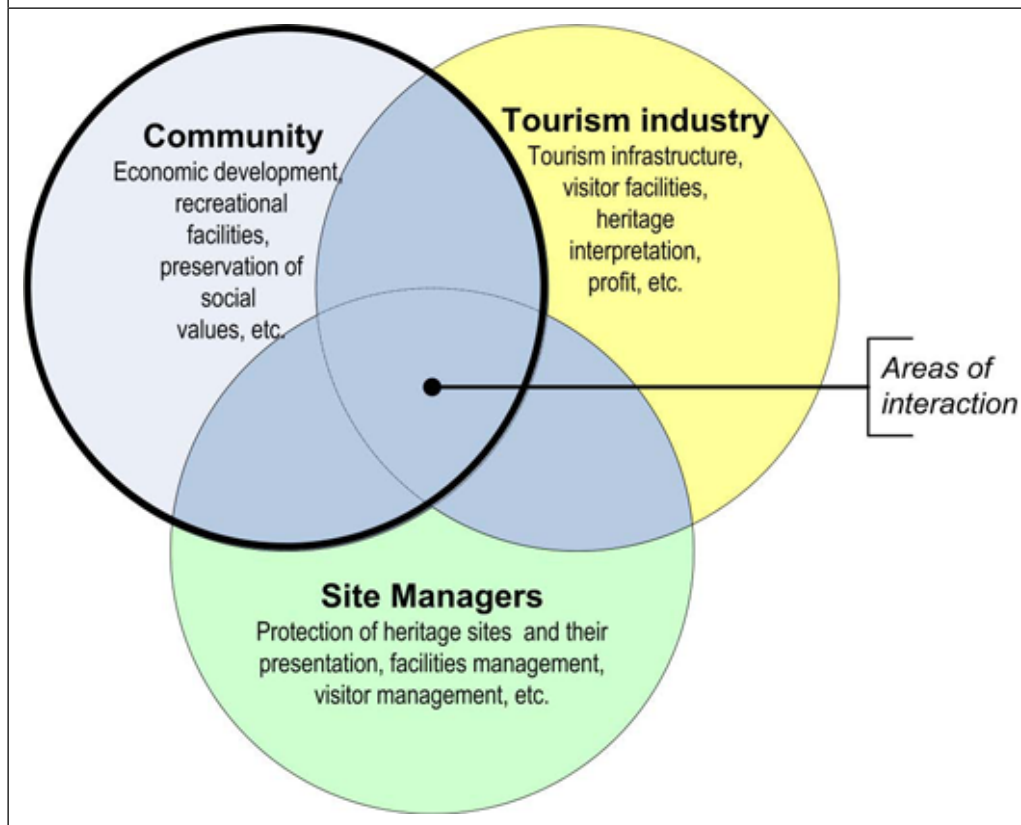 Community
Economic development,
recreational
facilities,
preservation of
social
values, etc.
Tourism industry
Tourism infrastructure,
visitor facilities,
heritage
interpretation,
profit, etc.
Areas of
interaction
Site Managers
Protection of heritage sites and their
presentation, facilities management,
visitor management, etc.